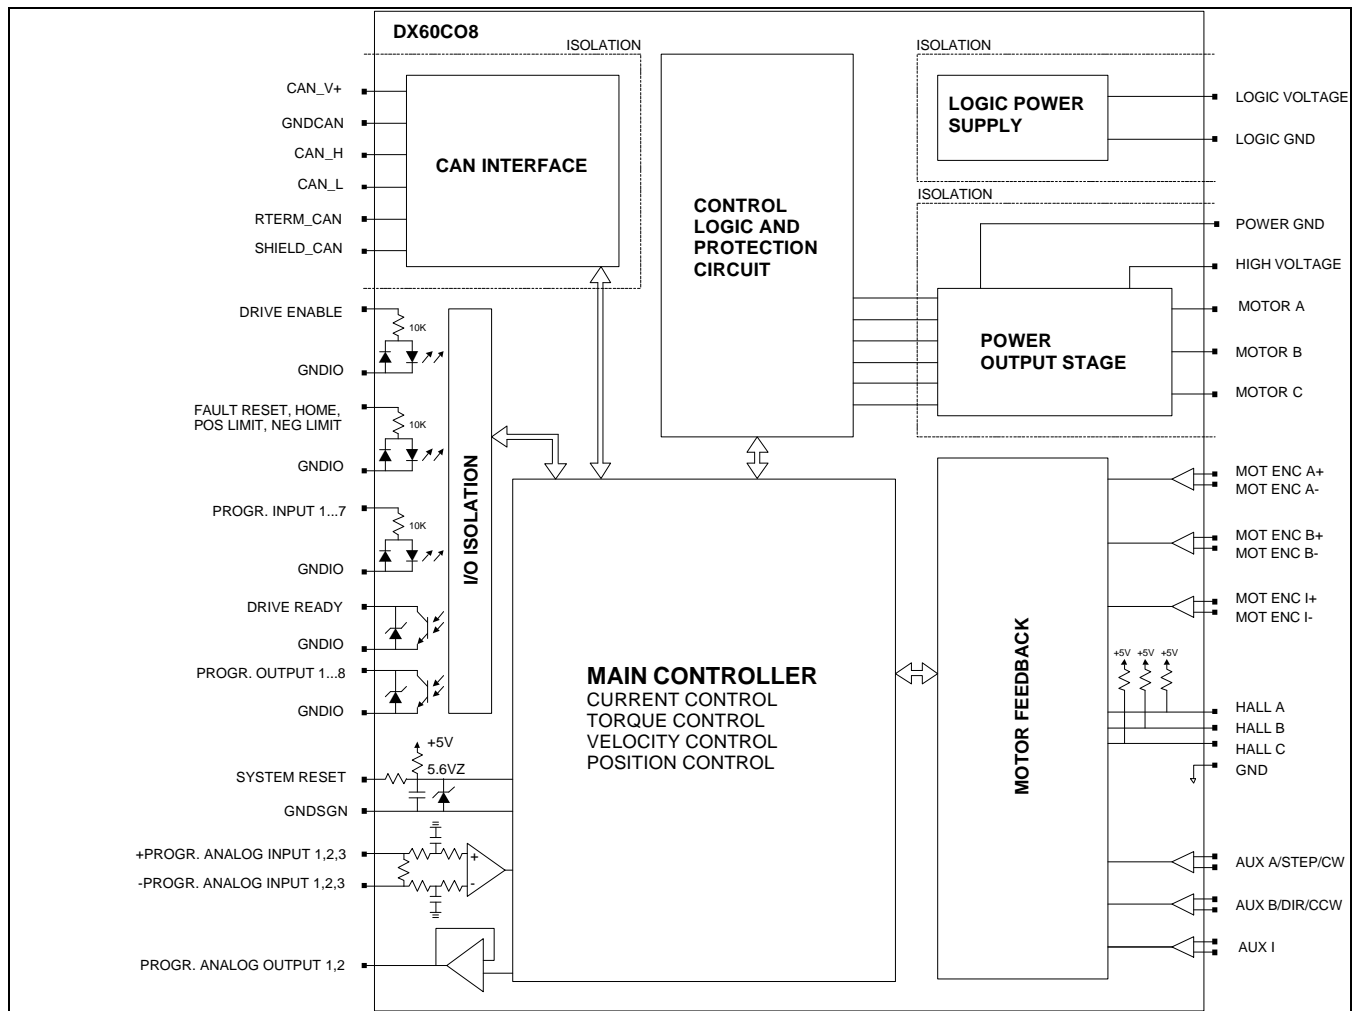 DX60CO8
ISOLATION
CAN_V+
GNDCAN
CAN_H
CAN_L
RTERM_CAN
SHIELD_CAN
CAN INTERFACE
CONTROL
LOGIC AND
PROTECTION
CIRCUIT
ISOLATION
LOGIC POWER
SUPPLY
LOGIC VOLTAGE
LOGIC GND
ISOLATION
POWER GND
HIGH VOLTAGE
POWER
OUTPUT STAGE
MOTOR A
MOTOR B
MOTOR C
DRIVE ENABLE
10K
GNDIO
FAULT RESET, HOME,
POS LIMIT, NEG LIMIT
10K
GNDIO
PROGR. INPUT 1...7
10K
GNDIO
DRIVE READY
GNDIO
PROGR. OUTPUT 1...8
GNDIO
I/O ISOLATION
SYSTEM RESET
+5V
5.6VZ
GNDSGN
+PROGR. ANALOG INPUT 1,2,3
+
-PROGR. ANALOG INPUT 1,2,3
-
PROGR. ANALOG OUTPUT 1,2
MAIN CONTROLLER
CURRENT CONTROL
TORQUE CONTROL
VELOCITY CONTROL
POSITION CONTROL
MOTOR FEEDBACK
MOT ENC A+
MOT ENC A-
MOT ENC B+
MOT ENC B-
MOT ENC I+
MOT ENC I-
+5V +5V +5V
HALL A
HALL B
HALL C
GND
AUX A/STEP/CW
AUX B/DIR/CCW
AUX I